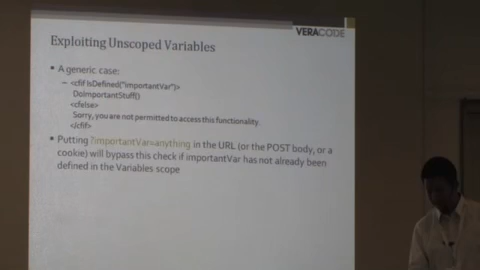 VERACODE
Exploiting Unscoped Variables
• A generic case:
– <cfif IsDefined("importantVar")>
DoImportantStuff()
<cfelse>
Sorry, you are not permitted to access this functionality.
</cfif>
• Putting ?importantVar=anything in the URL (or the POST body, or a
cookie) will bypass this check if importantVar has not already been
defined in the Variables scope